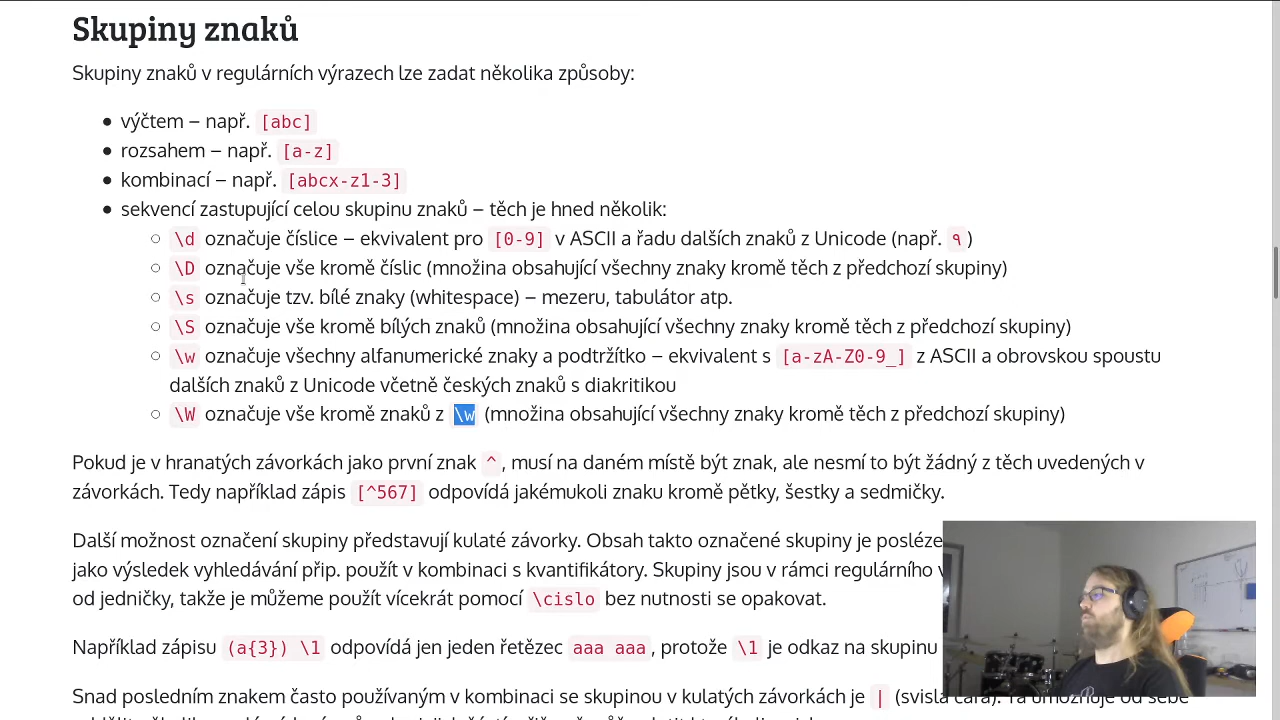 Skupiny znaků
Skupiny znaků v regulárních výrazech lze zadat několika způsoby:
výčtem – např. [abc]
rozsahem – např. [a-z]
kombinací – např. [abcx-z1-3]
sekvencí zastupující celou skupinu znaků – těch je hned několik:
\d označuje číslice – ekvivalent pro [0-9] v ASCII a řadu dalších znaků z Unicode (např. ٩)
\D označuje vše kromě číslic (množina obsahující všechny znaky kromě těch z předchozí skupiny)
\s označuje tzv. bílé znaky (whitespace) – mezeru, tabulátor atp.
\S označuje vše kromě bílých znaků (množina obsahující všechny znaky kromě těch z předchozí skupiny)
\w označuje všechny alfanumerické znaky a podtržítko – ekvivalent s [a-zA-Z0-9_] z ASCII a obrovskou spoustu
dalších znaků z Unicode včetně českých znaků s diakritikou
\W označuje vše kromě znaků z \w (množina obsahující všechny znaky kromě těch z předchozí skupiny)
Pokud je v hranatých závorkách jako první znak ^, musí na daném místě být znak, ale nesmí to být žádný z těch uvedených v
závorkách. Tedy například zápis [^567] odpovídá jakémukoli znaku kromě pětky, šestky a sedmičky.
Další možnost označení skupiny představují kulaté závorky. Obsah takto označené skupiny je posléze
jako výsledek vyhledávání příp. použít v kombinaci s kvantifikátory. Skupiny jsou v rámci regulárního
od jedničky, takže je můžeme použít vícekrát pomocí \cislo bez nutnosti se opakovat.
Například zápisu (a{3}) \1 odpovídá jen jeden řetězec aaa aaa, protože \1 je odkaz na skupinu
Snad posledním znakem často používaným v kombinaci se skupinou v kulatých závorkách je | (svislá čára). Ta umožňuje od sebe